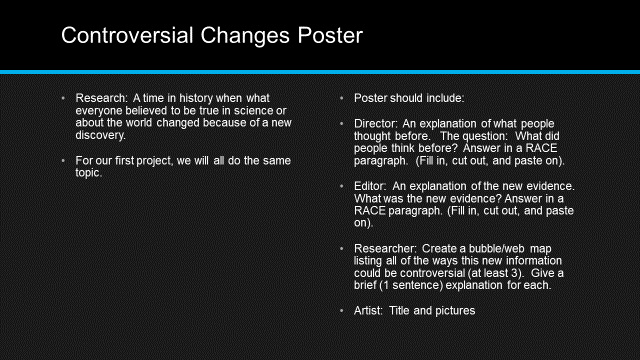 Controversial Changes Poster
• Research: A time in history when what
everyone believed to be true in science or
about the world changed because of a new
discovery.
• For our first project, we will all do the same
topic.
• Poster should include:
• Director: An explanation of what people
thought before. The question: What did
people think before? Answer in a RACE
paragraph. (Fill in, cut out, and paste on).
• Editor: An explanation of the new evidence.
What was the new evidence? Answer in a
RACE paragraph. (Fill in, cut out, and paste
on).
• Researcher: Create a bubble/web map
listing all of the ways this new information
could be controversial (at least 3). Give a
brief (1 sentence) explanation for each.
• Artist: Title and pictures